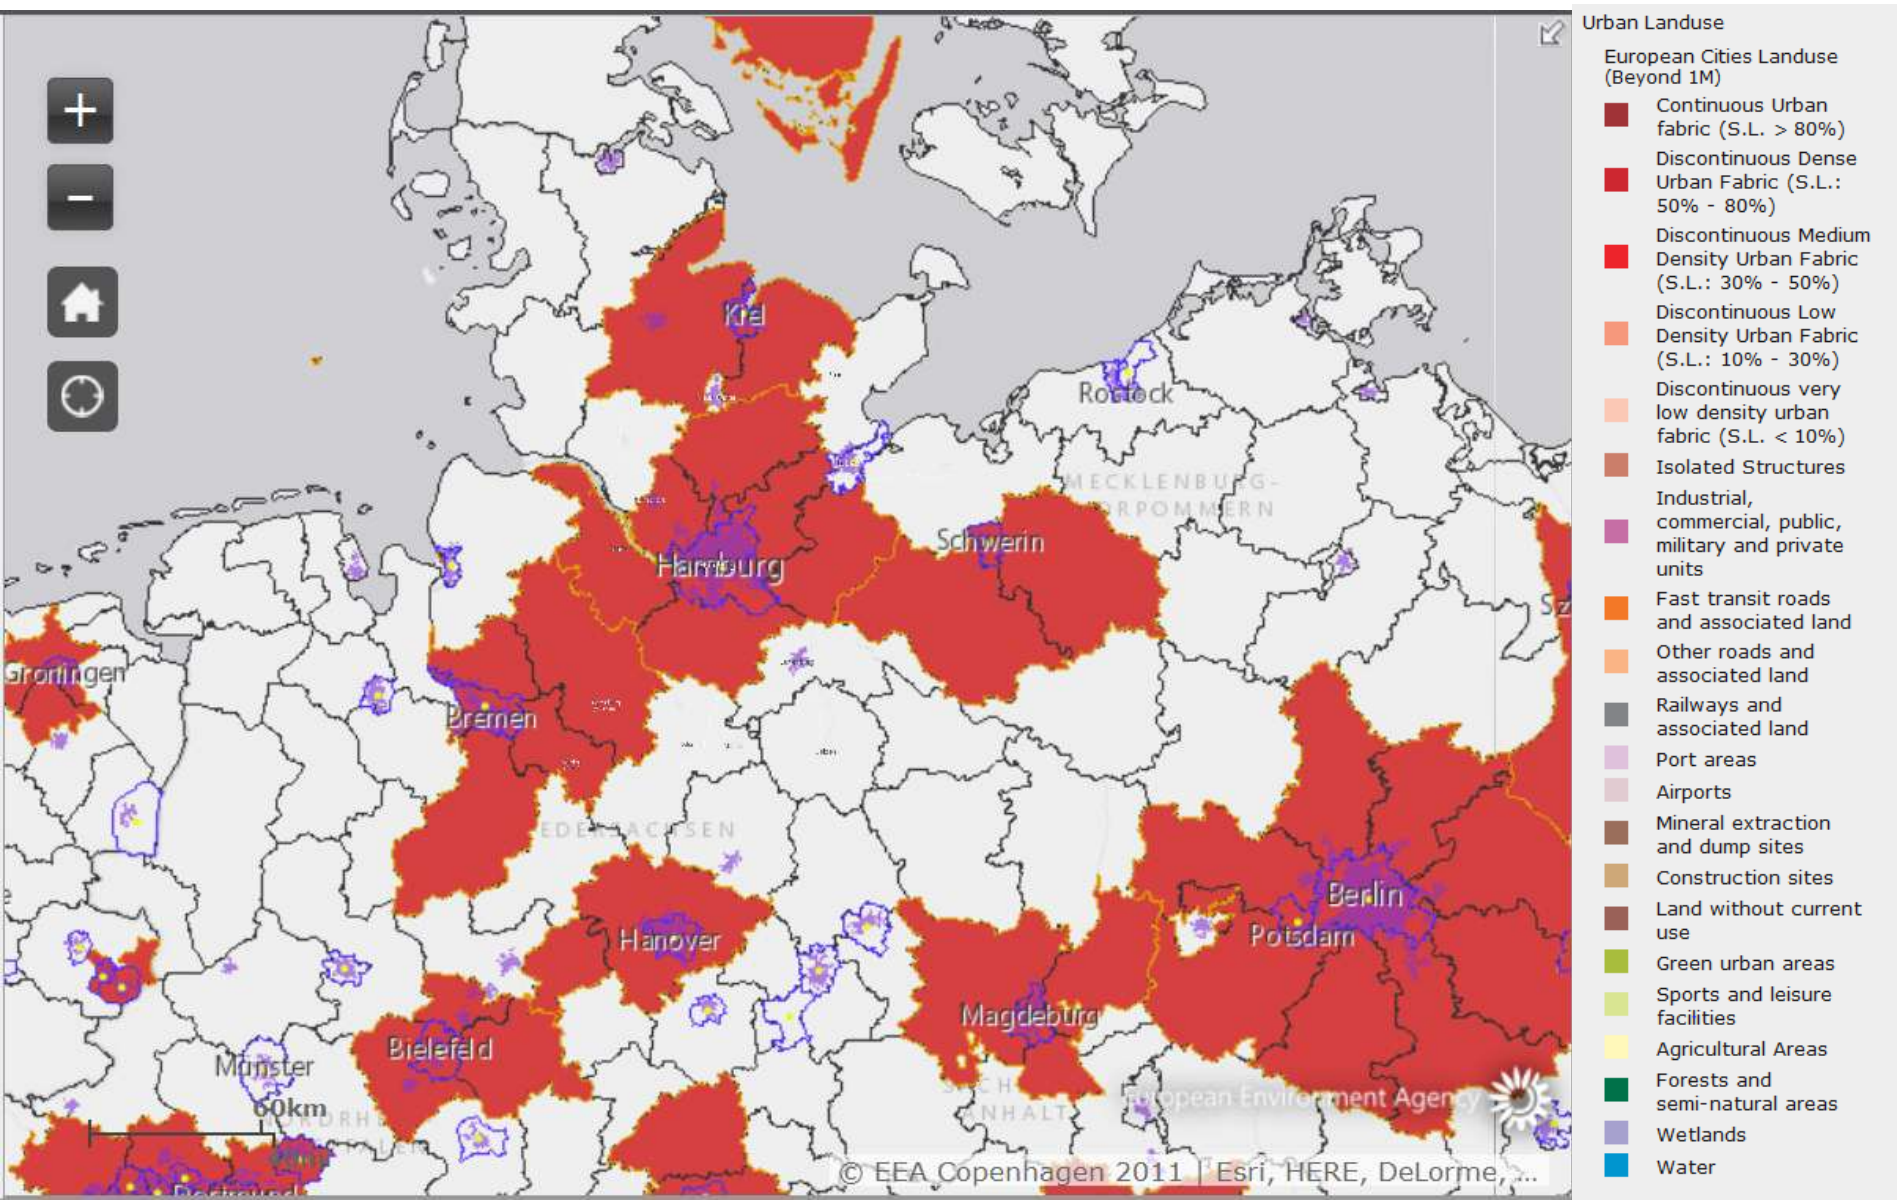 Kiel
Rostock
MECKLENBURG-
Schwerin
Hamburg
Groningen
Bremen
Berlin
Hanover
Potsdam
Magdeburg
Bielefeld
Münster
60km
European Environment Agency
ANHALT
© EEA Copenhagen 2011 | Esri, HERE, DeLorme, ...
Urban Landuse
European Cities Landuse
(Beyond 1M)
Continuous Urban
fabric (S.L. > 80%)
Discontinuous Dense
Urban Fabric (S.L.:
50% - 80%)
Discontinuous Medium
Density Urban Fabric
(S.L.: 30% - 50%)
Discontinuous Low
Density Urban Fabric
(S.L.: 10% - 30%)
Discontinuous very
low density urban
fabric (S.L. < 10%)
Isolated Structures
Industrial,
commercial, public,
military and private
units
Fast transit roads
and associated land
Other roads and
associated land
Railways and
associated land
Port areas
Airports
Mineral extraction
and dump sites
Construction sites
Land without current
use
Green urban areas
Sports and leisure
facilities
Agricultural Areas
Forests and
semi-natural areas
Wetlands
Water